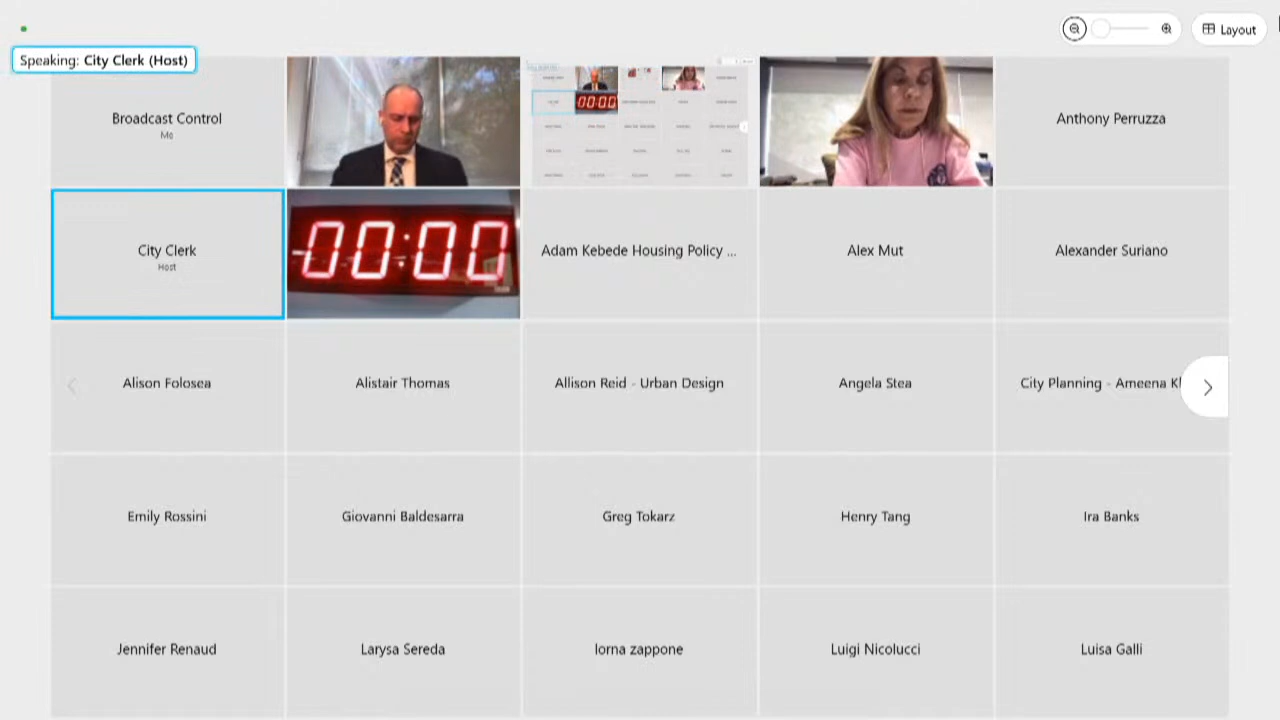 Layout
Speaking: City Clerk (Host)
Broadcast Control
Me
Anthony Perruzza
City Clerk
Host
-00:00
00:00
Adam Kebede Housing Policy ...
Alex Mut
Alexander Suriano
Alison Folosea
Alistair Thomas
Allison Reid - Urban Design
Angela Stea
City Planning - Ameena
Emily Rossini
Giovanni Baldesarra
Greg Tokarz
Henry Tang
Ira Banks
Jennifer Renaud
Larysa Sereda
lorna zappone
Luigi Nicolucci
Luisa Galli